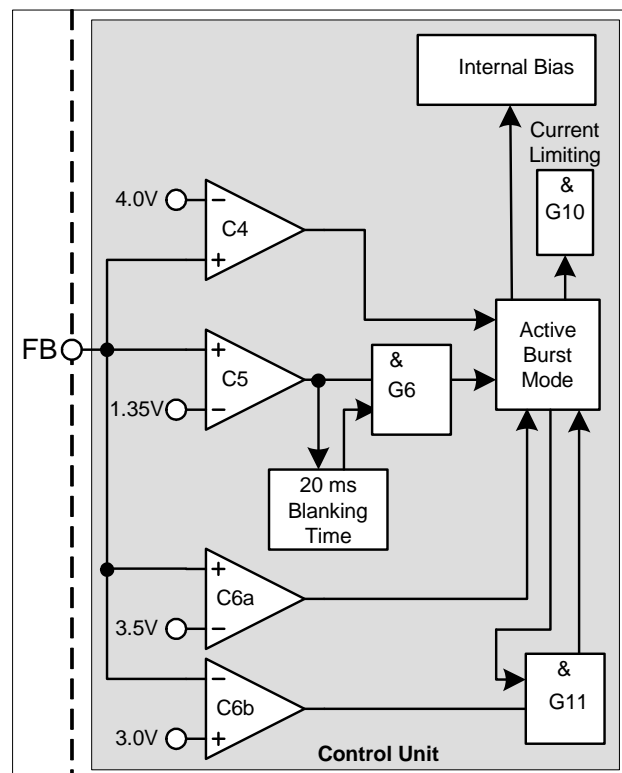 Internal Bias
Current
Limiting
&
G10
4.0V
−
C4
+
FB
+
C5
−
1.35V
&
G6
Active
Burst
Mode
20 ms
Blanking
Time
+
C6a
−
3.5V
−
C6b
+
3.0V
&
G11
Control Unit